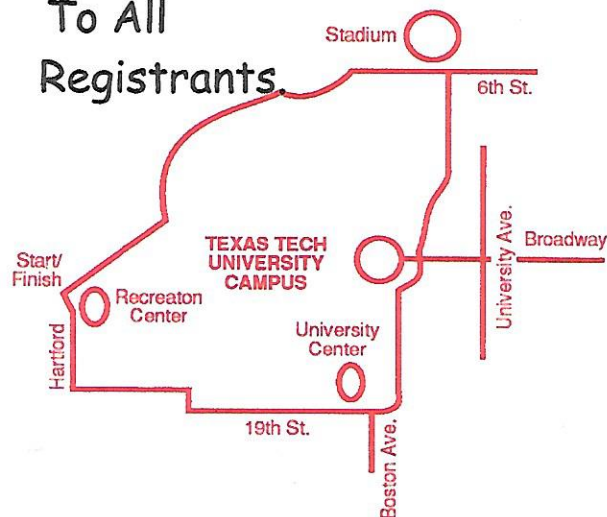 To All
Registrants.
Stadium
6th St.
TEXAS TECH
UNIVERSITY
CAMPUS
University Ave.
Broadway
Start/
Finish
Recreaton
Center
Hartford
University
Center
19th St.
Boston Ave.